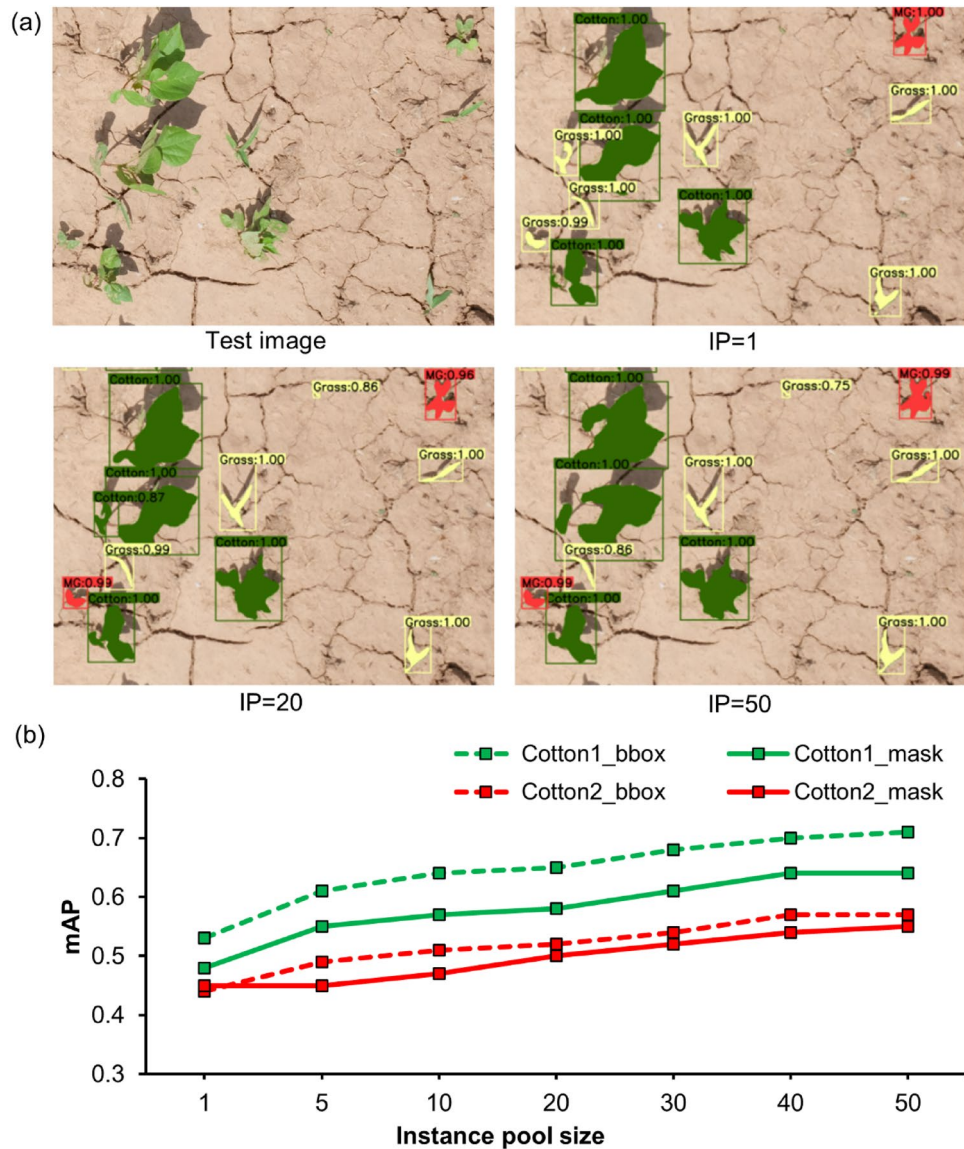 (a)
Cotton:1.00
MG:1.00
Grass:1.00
Cotton:1.00
Grass:1.00
Grass:1.00
Grass:1.00
Cotton:1.00
Grass:0.99
Cotton:1.00
Grass:1.00
Test image
IP=1
Cotton:1.00
Grass:0.86
MG:0.96
Grass:1.00
Grass:1.00
Cotton:1.00
Cotton:0.87
Grass:0.99
Cotton:1.00
MG:0.99
Cotton:1.00
Grass:1.00
IP=20
Cotton:1.00
Grass:0.75
MG:0.99
Grass:1.00
Grass:1.00
Cotton:1.00
Grass:0.86
Cotton:1.00
MG:0.99
Cotton:1.00
Grass:1.00
IP=50
(b)
Cotton1_bbox
Cotton1_mask
Cotton2_bbox
Cotton2_mask
0.8
0.7
0.6
0.5
0.4
0.3
mAP
1 5 10 20 30 40 50
Instance pool size